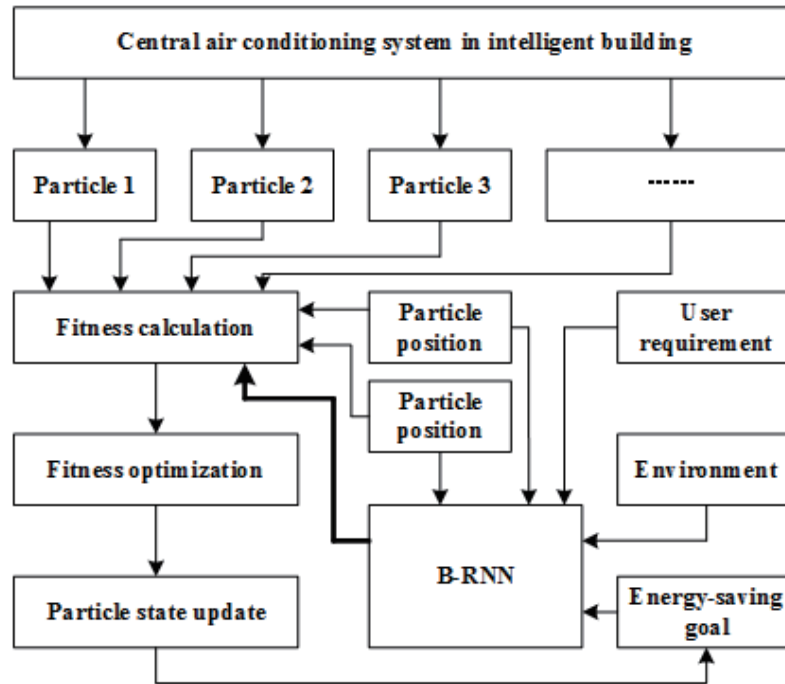 Central air conditioning system in intelligent building
Particle 1
Particle 2
Particle 3
------
Fitness calculation
Particle
position
User
requirement
Particle
position
Fitness optimization
Environment
B-RNN
Particle state update
Energy-saving
goal